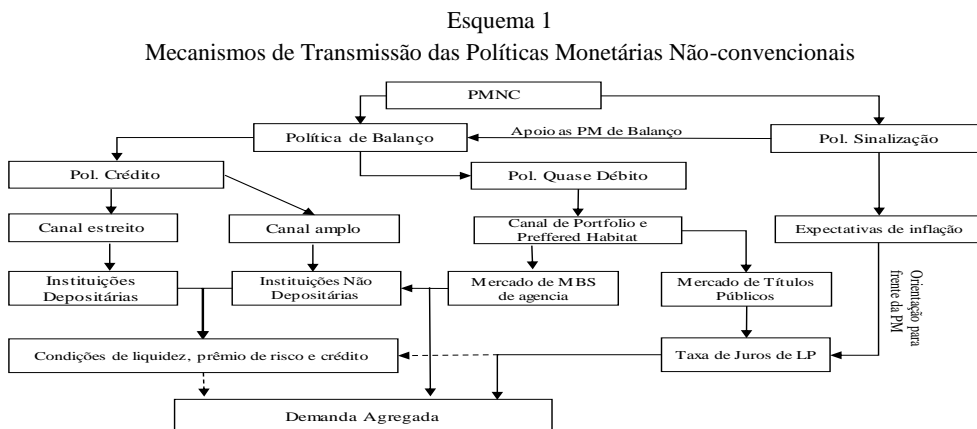 Esquema 1
Mecanismos de Transmissão das Políticas Monetárias Não-convencionais
PMNC
Política de Balanço
Apoio as PM de Balanço
Pol. Sinalização
Pol. Crédito
Pol. Quase Débito
Canal estreito
Canal amplo
Canal de Portfolio e
Preffered Habitat
Expectativas de inflação
Instituições
Depositárias
Instituições Não
Depositárias
Mercado de MBS
de agencia
Mercado de Títulos
Públicos
Orientação para
frente da PM
Condições de liquidez, prêmio de risco e crédito
Taxa de Juros de LP
Demanda Agregada